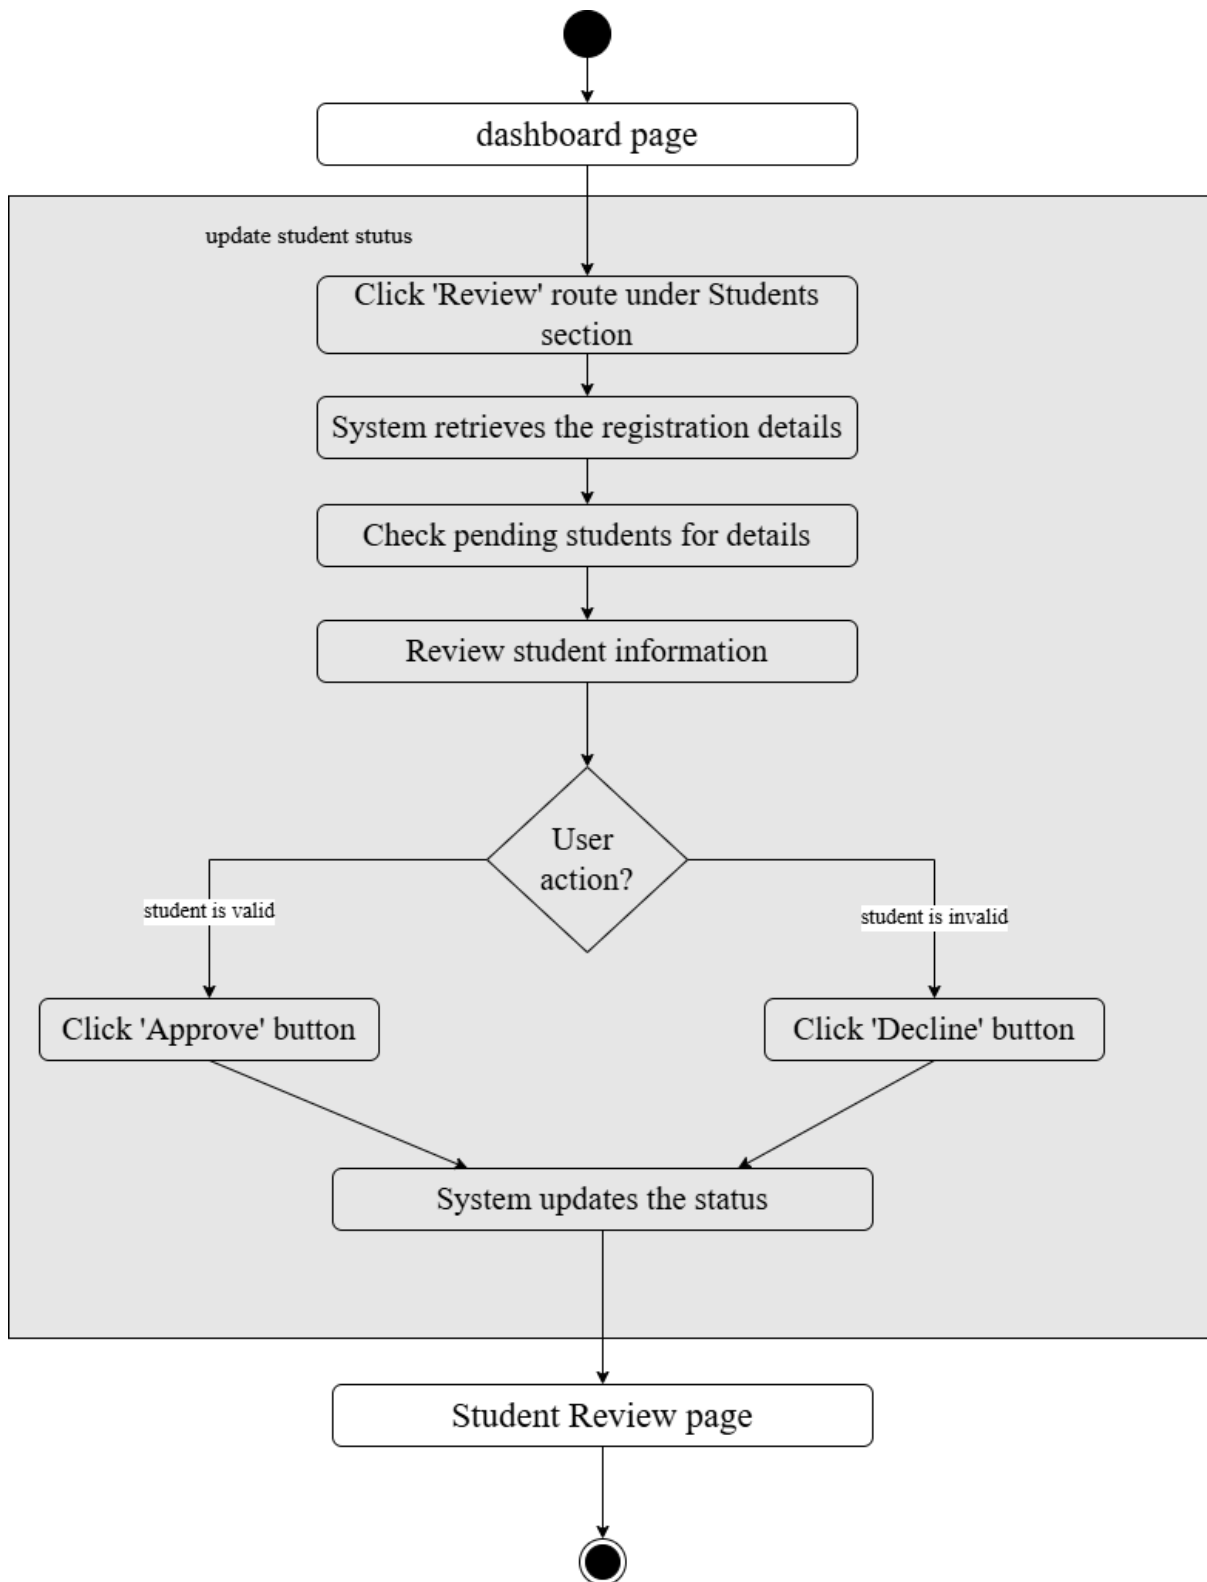 dashboard page
update student stutus
Click 'Review' route under Students
section
System retrieves the registration details
Check pending students for details
Review student information
User
action?
student is valid
student is invalid
Click 'Approve' button
Click 'Decline' button
System updates the status
Student Review page